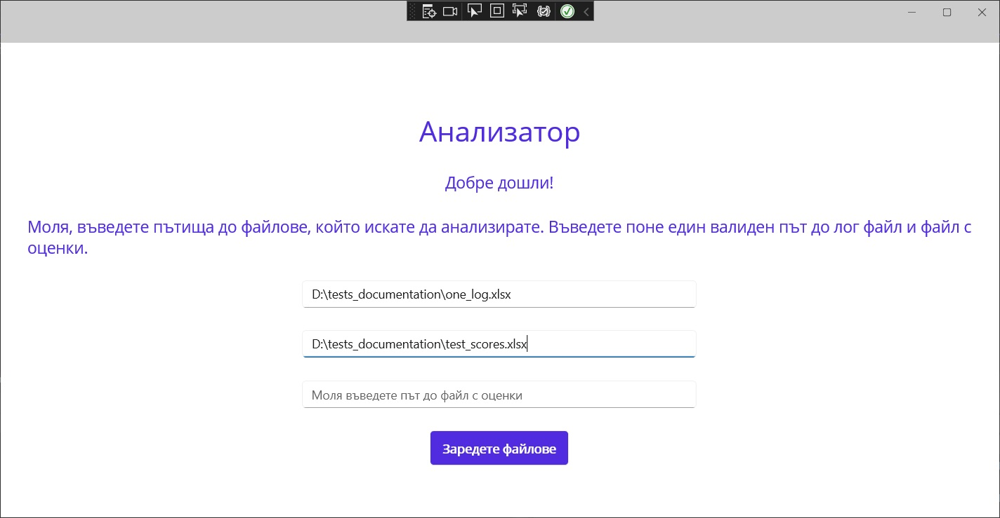 Анализатор
Добре дошли!
Моля, въведете пътища до файлове, който искате да анализирате. Въведете поне един валиден път до лог файл и файл с
оценки.
D:\tests_documentation\one_log.xlsx
D:\tests_documentation\test_scores.xlsx
Моля въведете път до файл с оценки
Заредете файлове